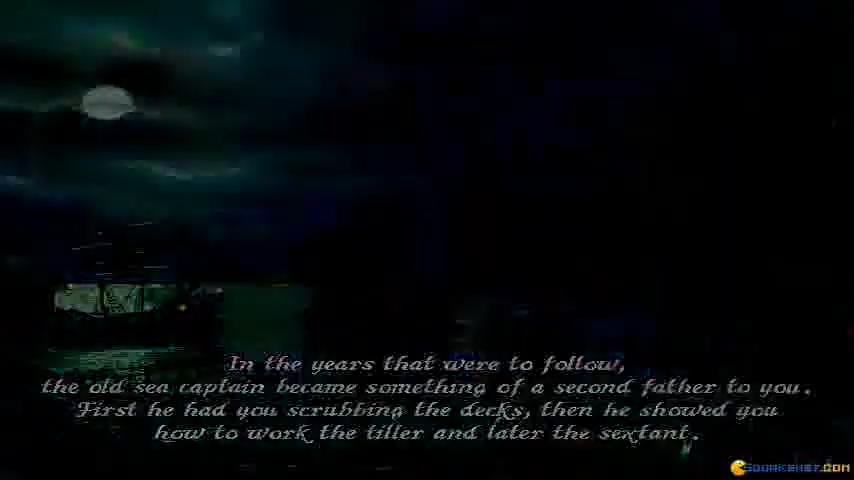 In the years that were to follow,
the old sea captain became something of a second father to you.
First he had you scrubbing the decks, then he showed you
how to work the tiller and later the sextant.
SQUAKENET.COM